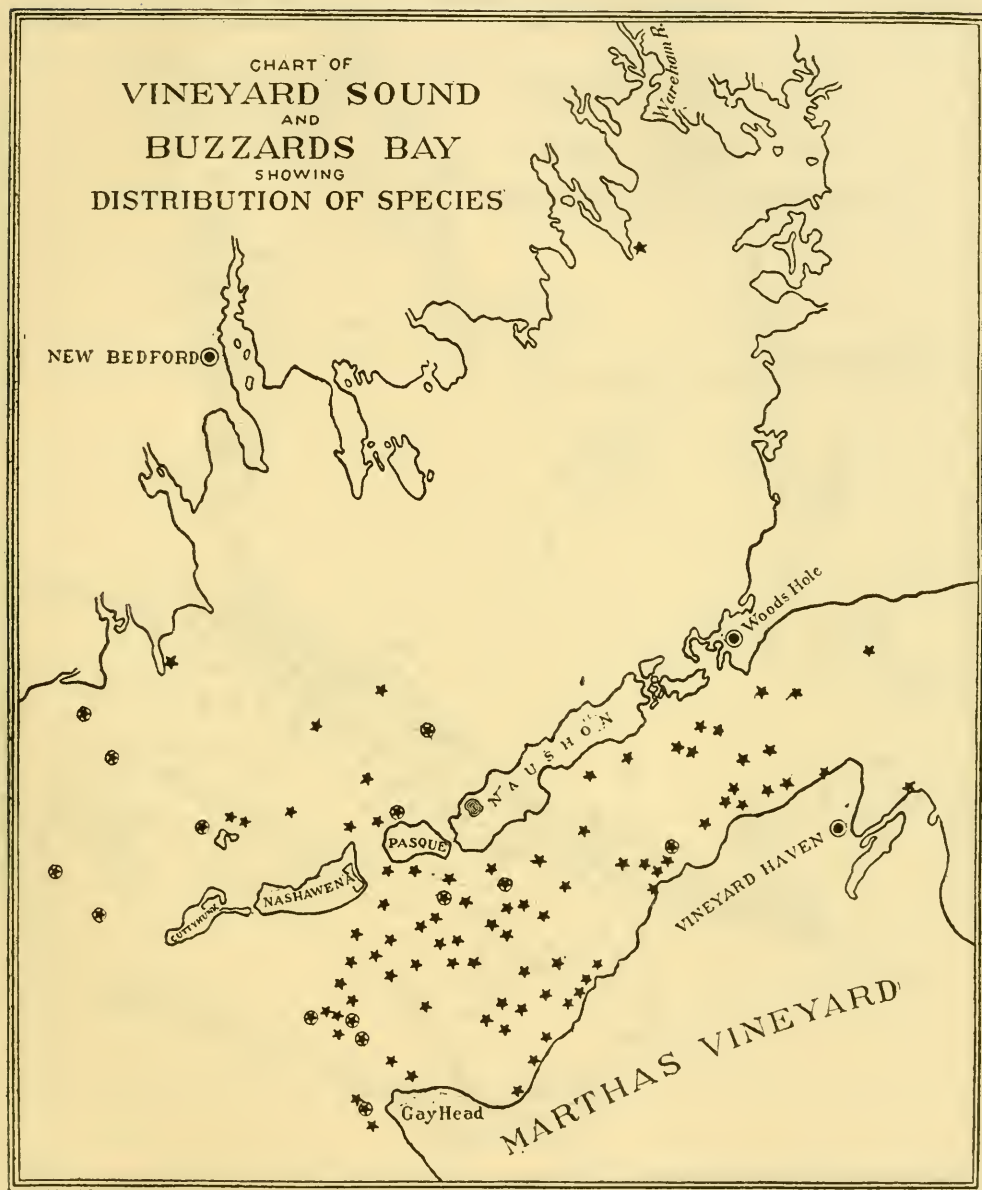 CHART OF
VINEYARD SOUND
AND
BUZZARDS BAY
SHOWING
DISTRIBUTION OF SPECIES
Wareham R.
NEW BEDFORD
Woods Hole
NAUSHON
PASQUE
NASHAWENA
CUTTYHUNK
VINEYARD HAVEN
MARTHAS VINEYARD
Gay Head